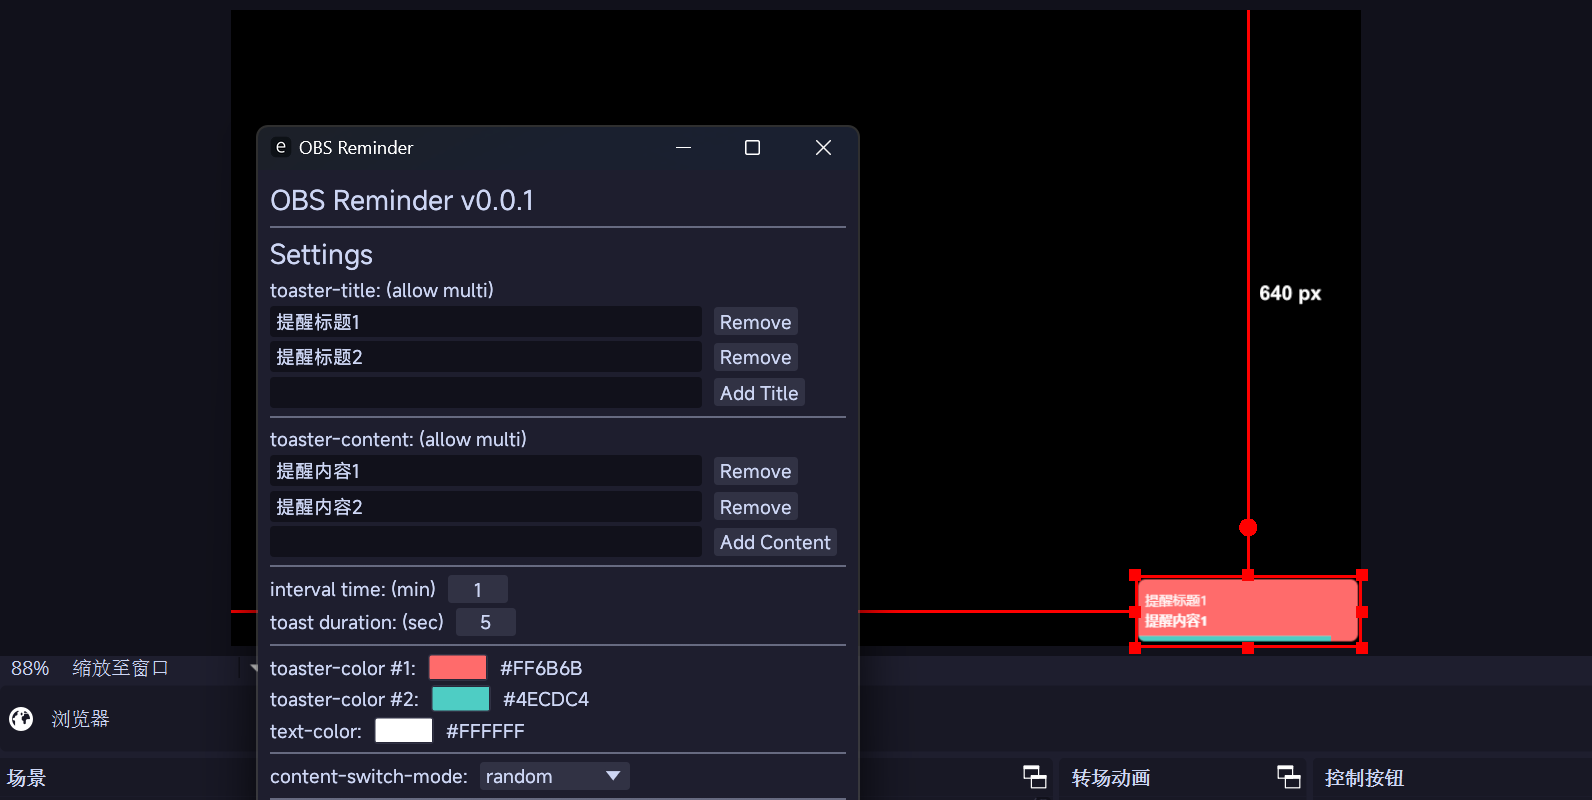 OBS Reminder
OBS Reminder v0.0.1
Settings
toaster-title: (allow multi)
提醒标题1 Remove
提醒标题2 Remove
Add Title
toaster-content: (allow multi)
提醒内容1 Remove
提醒内容2 Remove
Add Content
interval time: (min) 1
toast duration: (sec) 5
toaster-color #1: #FF6B6B
toaster-color #2: #4ECDC4
text-color: #FFFFFF
content-switch-mode: random
640 px
提醒标题1
提醒内容1
88% 缩放至窗口
浏览器
场景
转场动画
控制按钮